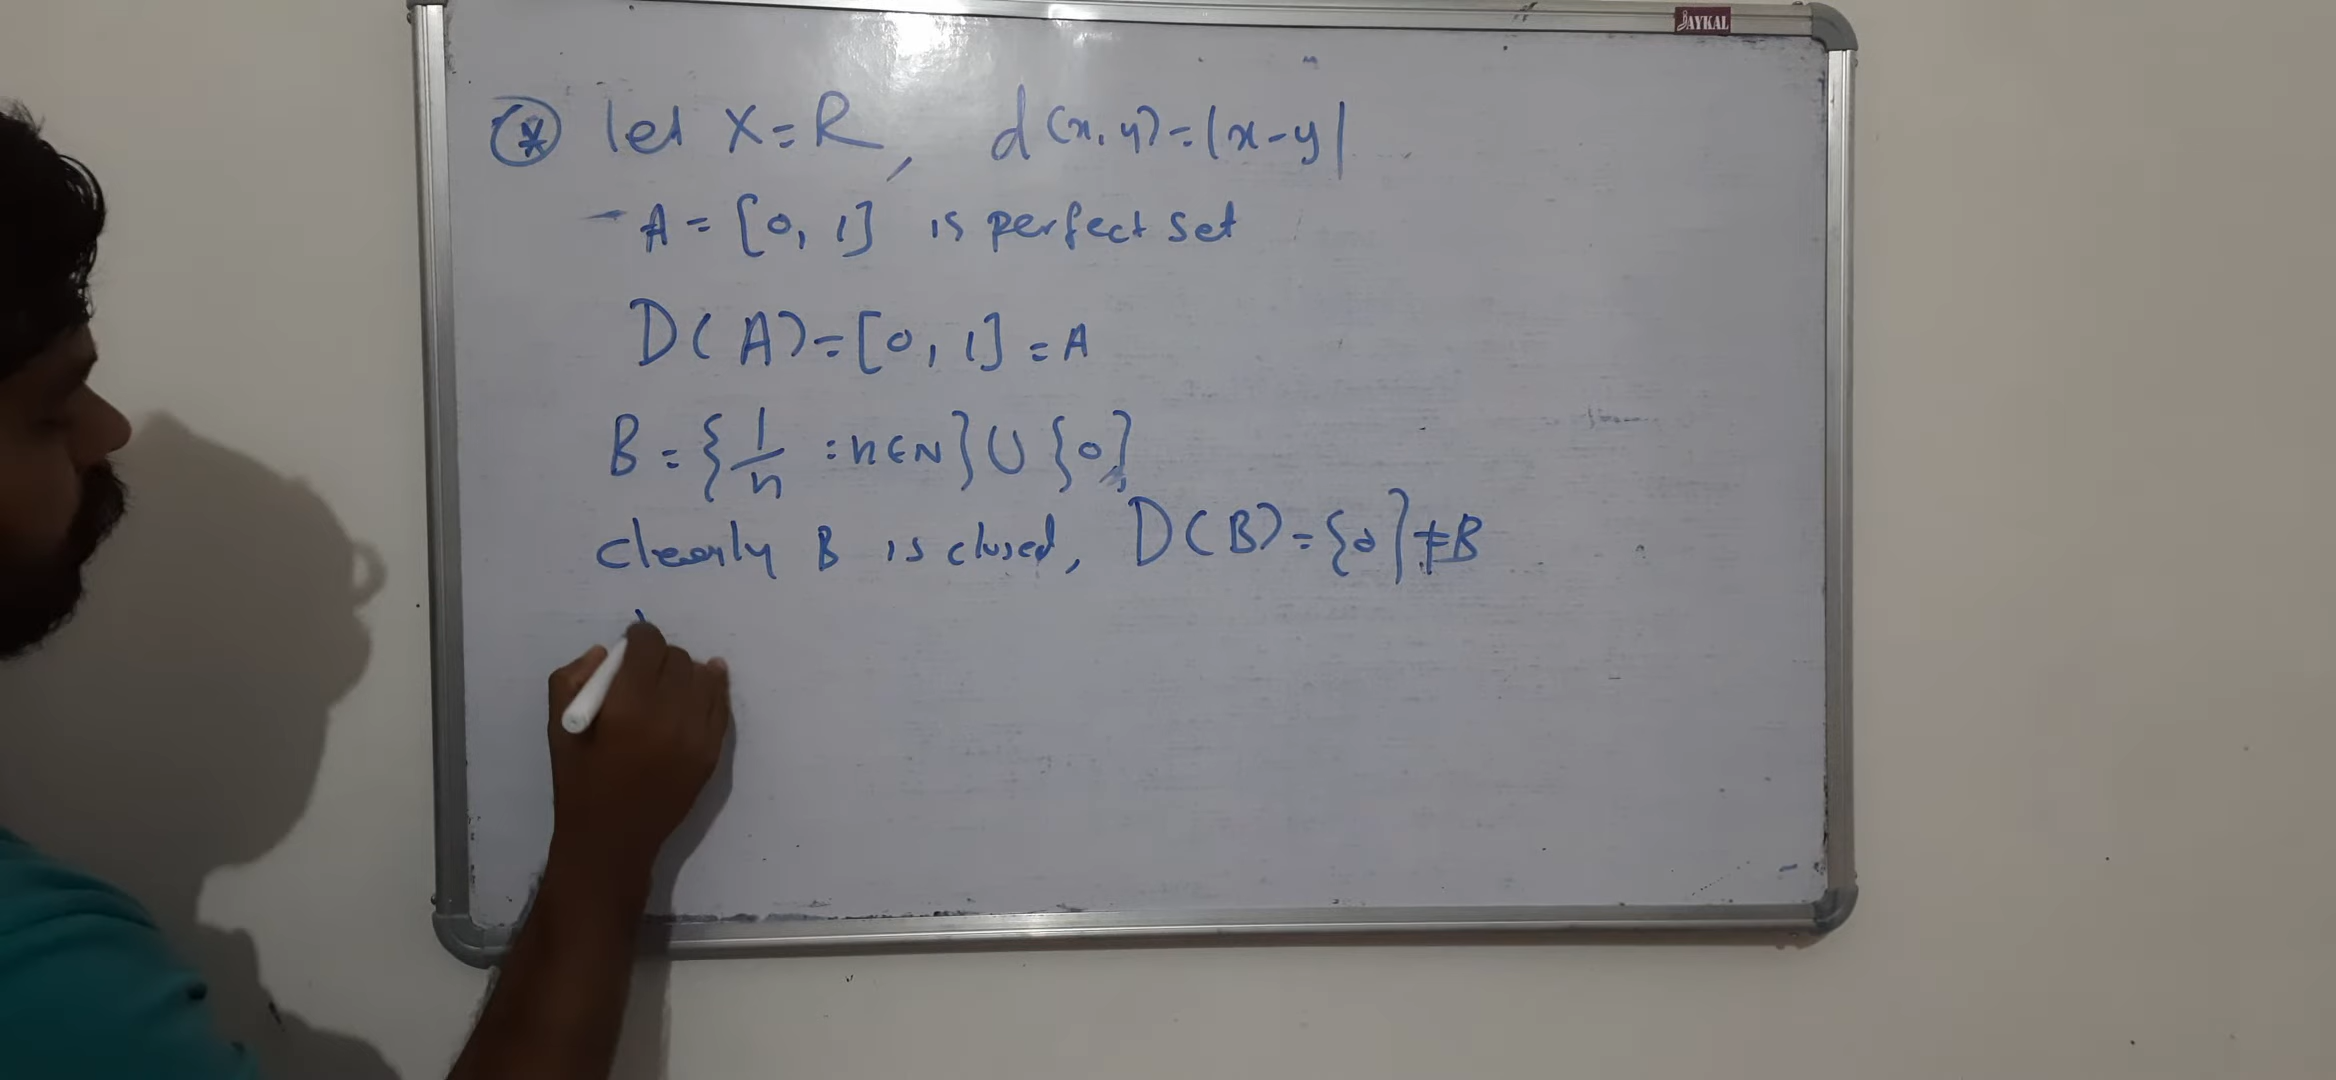 JAYKAL
⊛ let X=R, d(x,y)=|x-y|
- A = [0, 1] is perfect set
D(A)=[0, 1] = A
B = {1/n : n∈N} ∪ {0}
clearly B is closed, D(B)={0}≠B